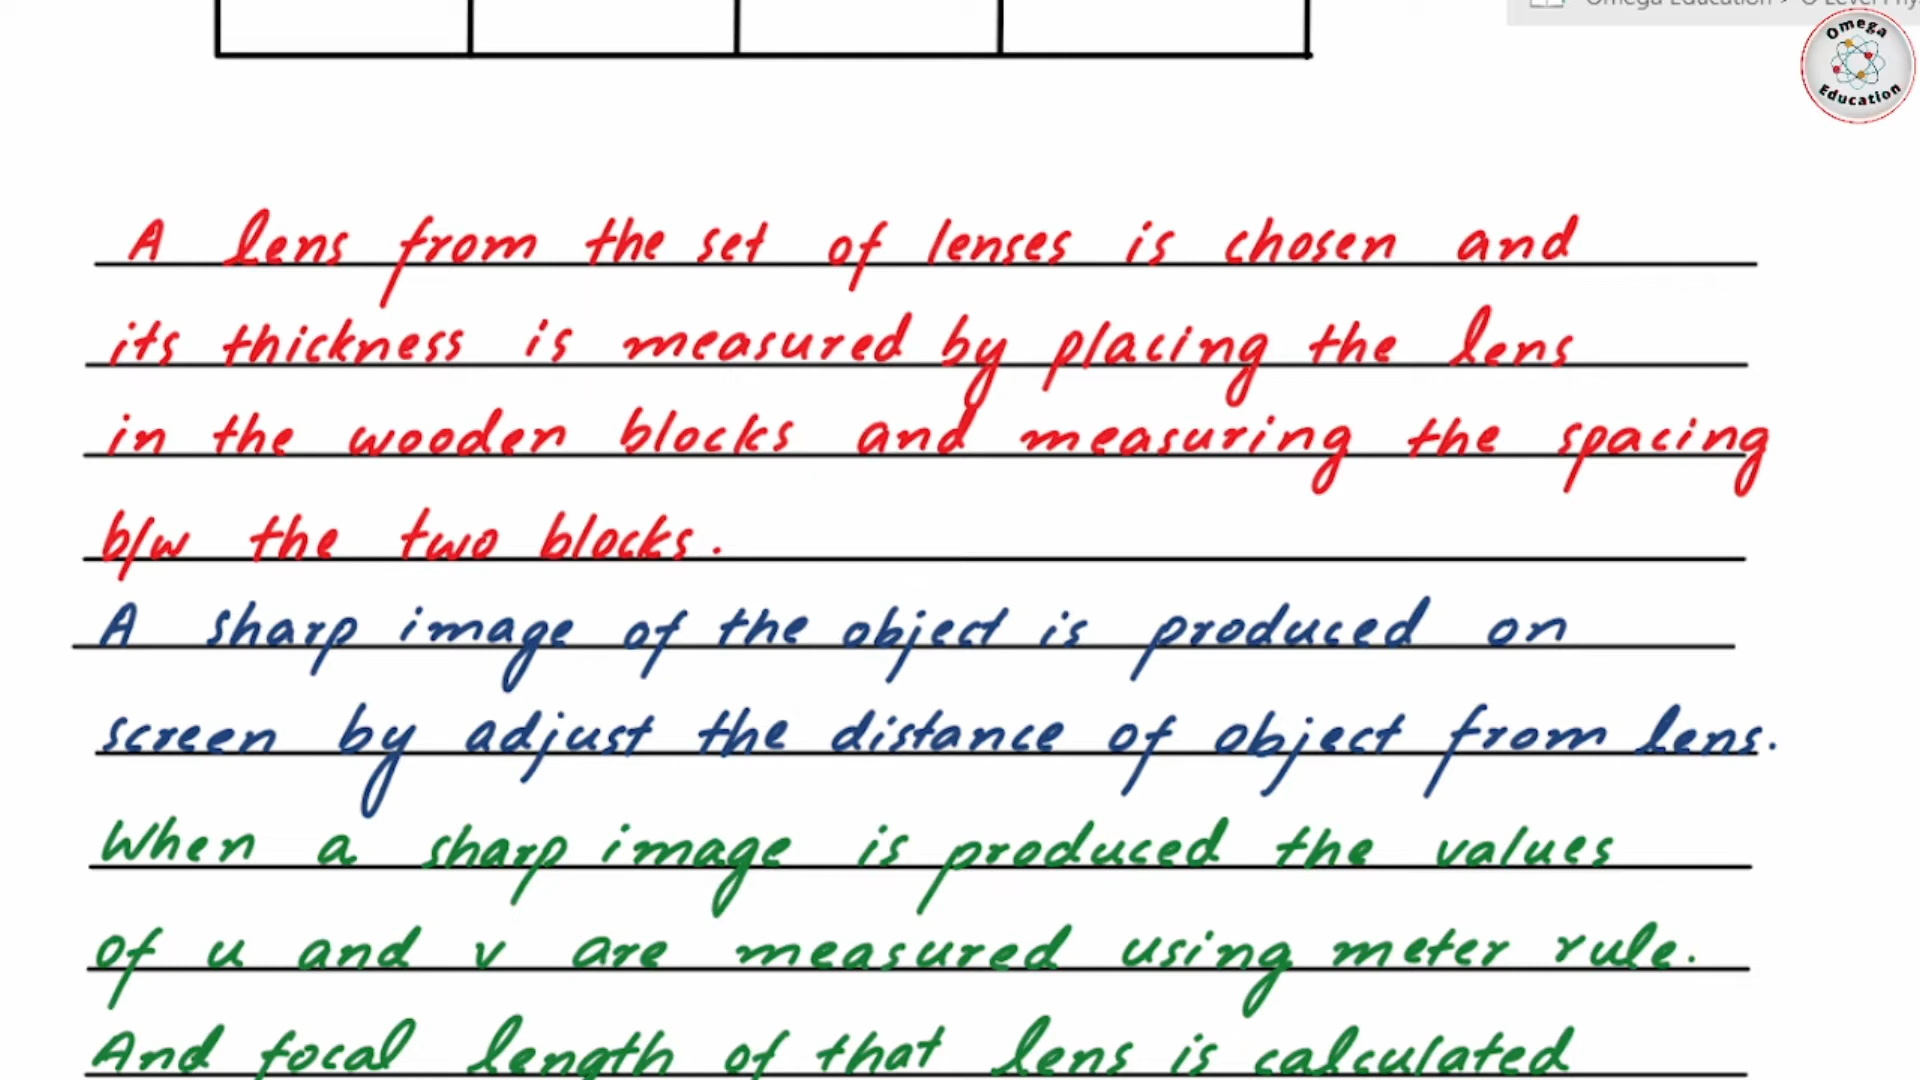 Omega
Education
A lens from the set of lenses is chosen and
its thickness is measured by placing the lens
in the wooden blocks and measuring the spacing
b/w the two blocks.
A sharp image of the object is produced on
screen by adjust the distance of object from lens.
When a sharp image is produced the values
of u and v are measured using meter rule.
And focal length of that lens is calculated